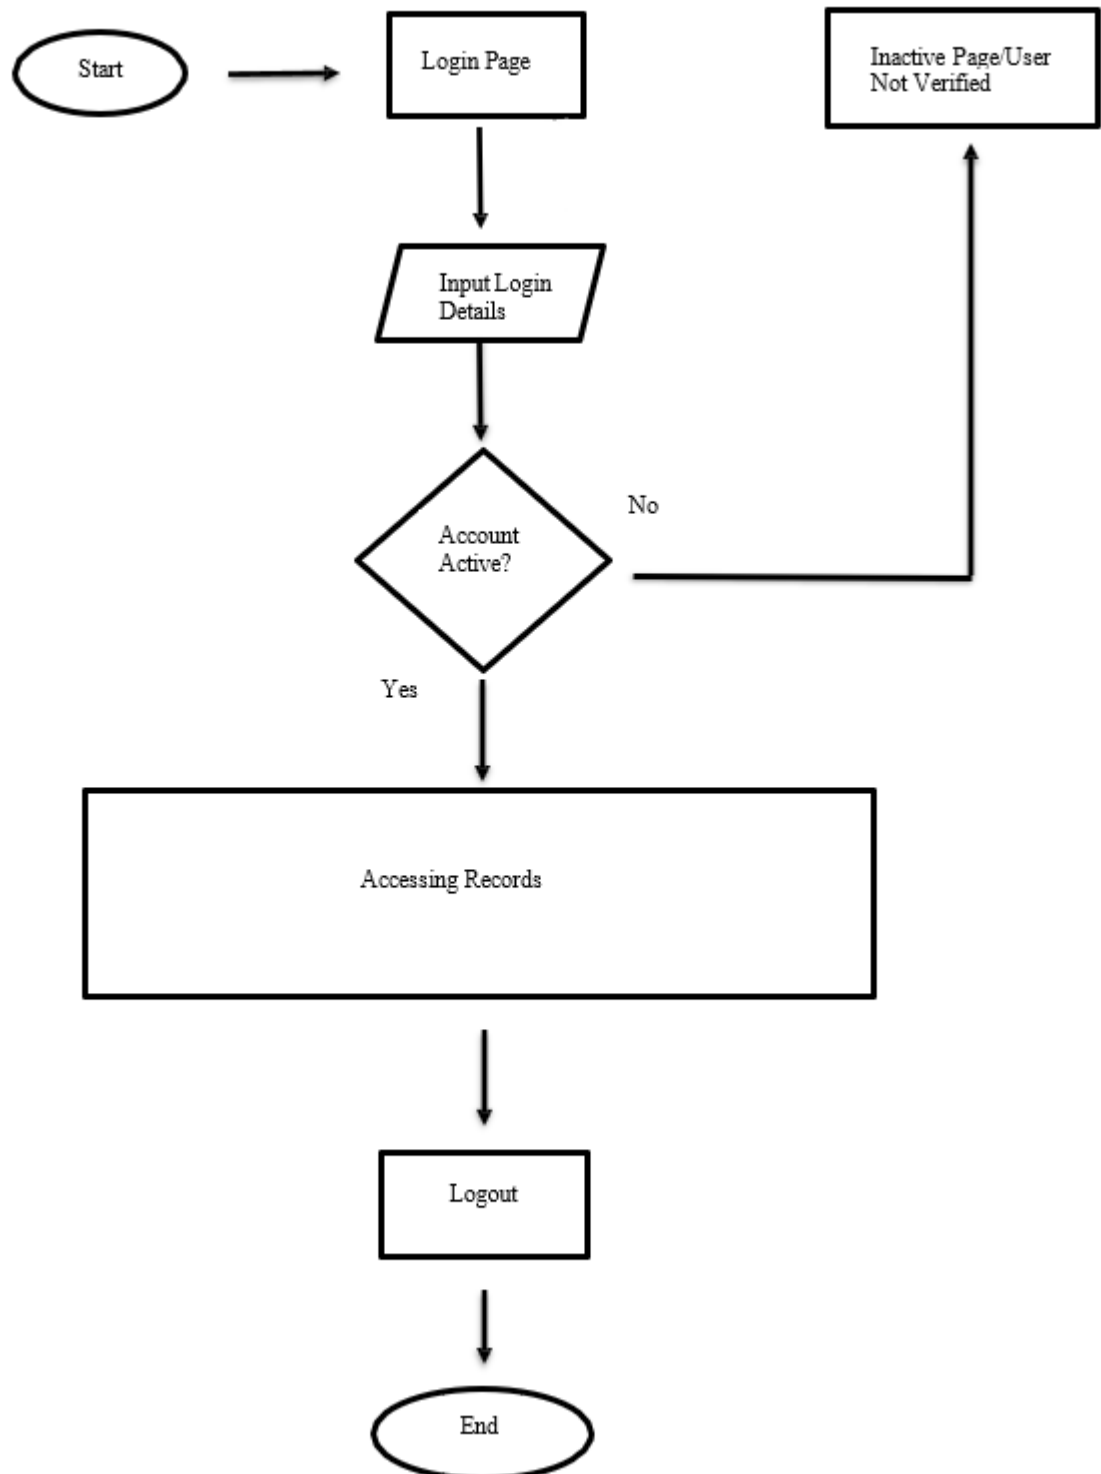 Start
Login Page
Inactive Page/User
Not Verified
Input Login
Details
Account
Active?
No
Yes
Accessing Records
Logout
End